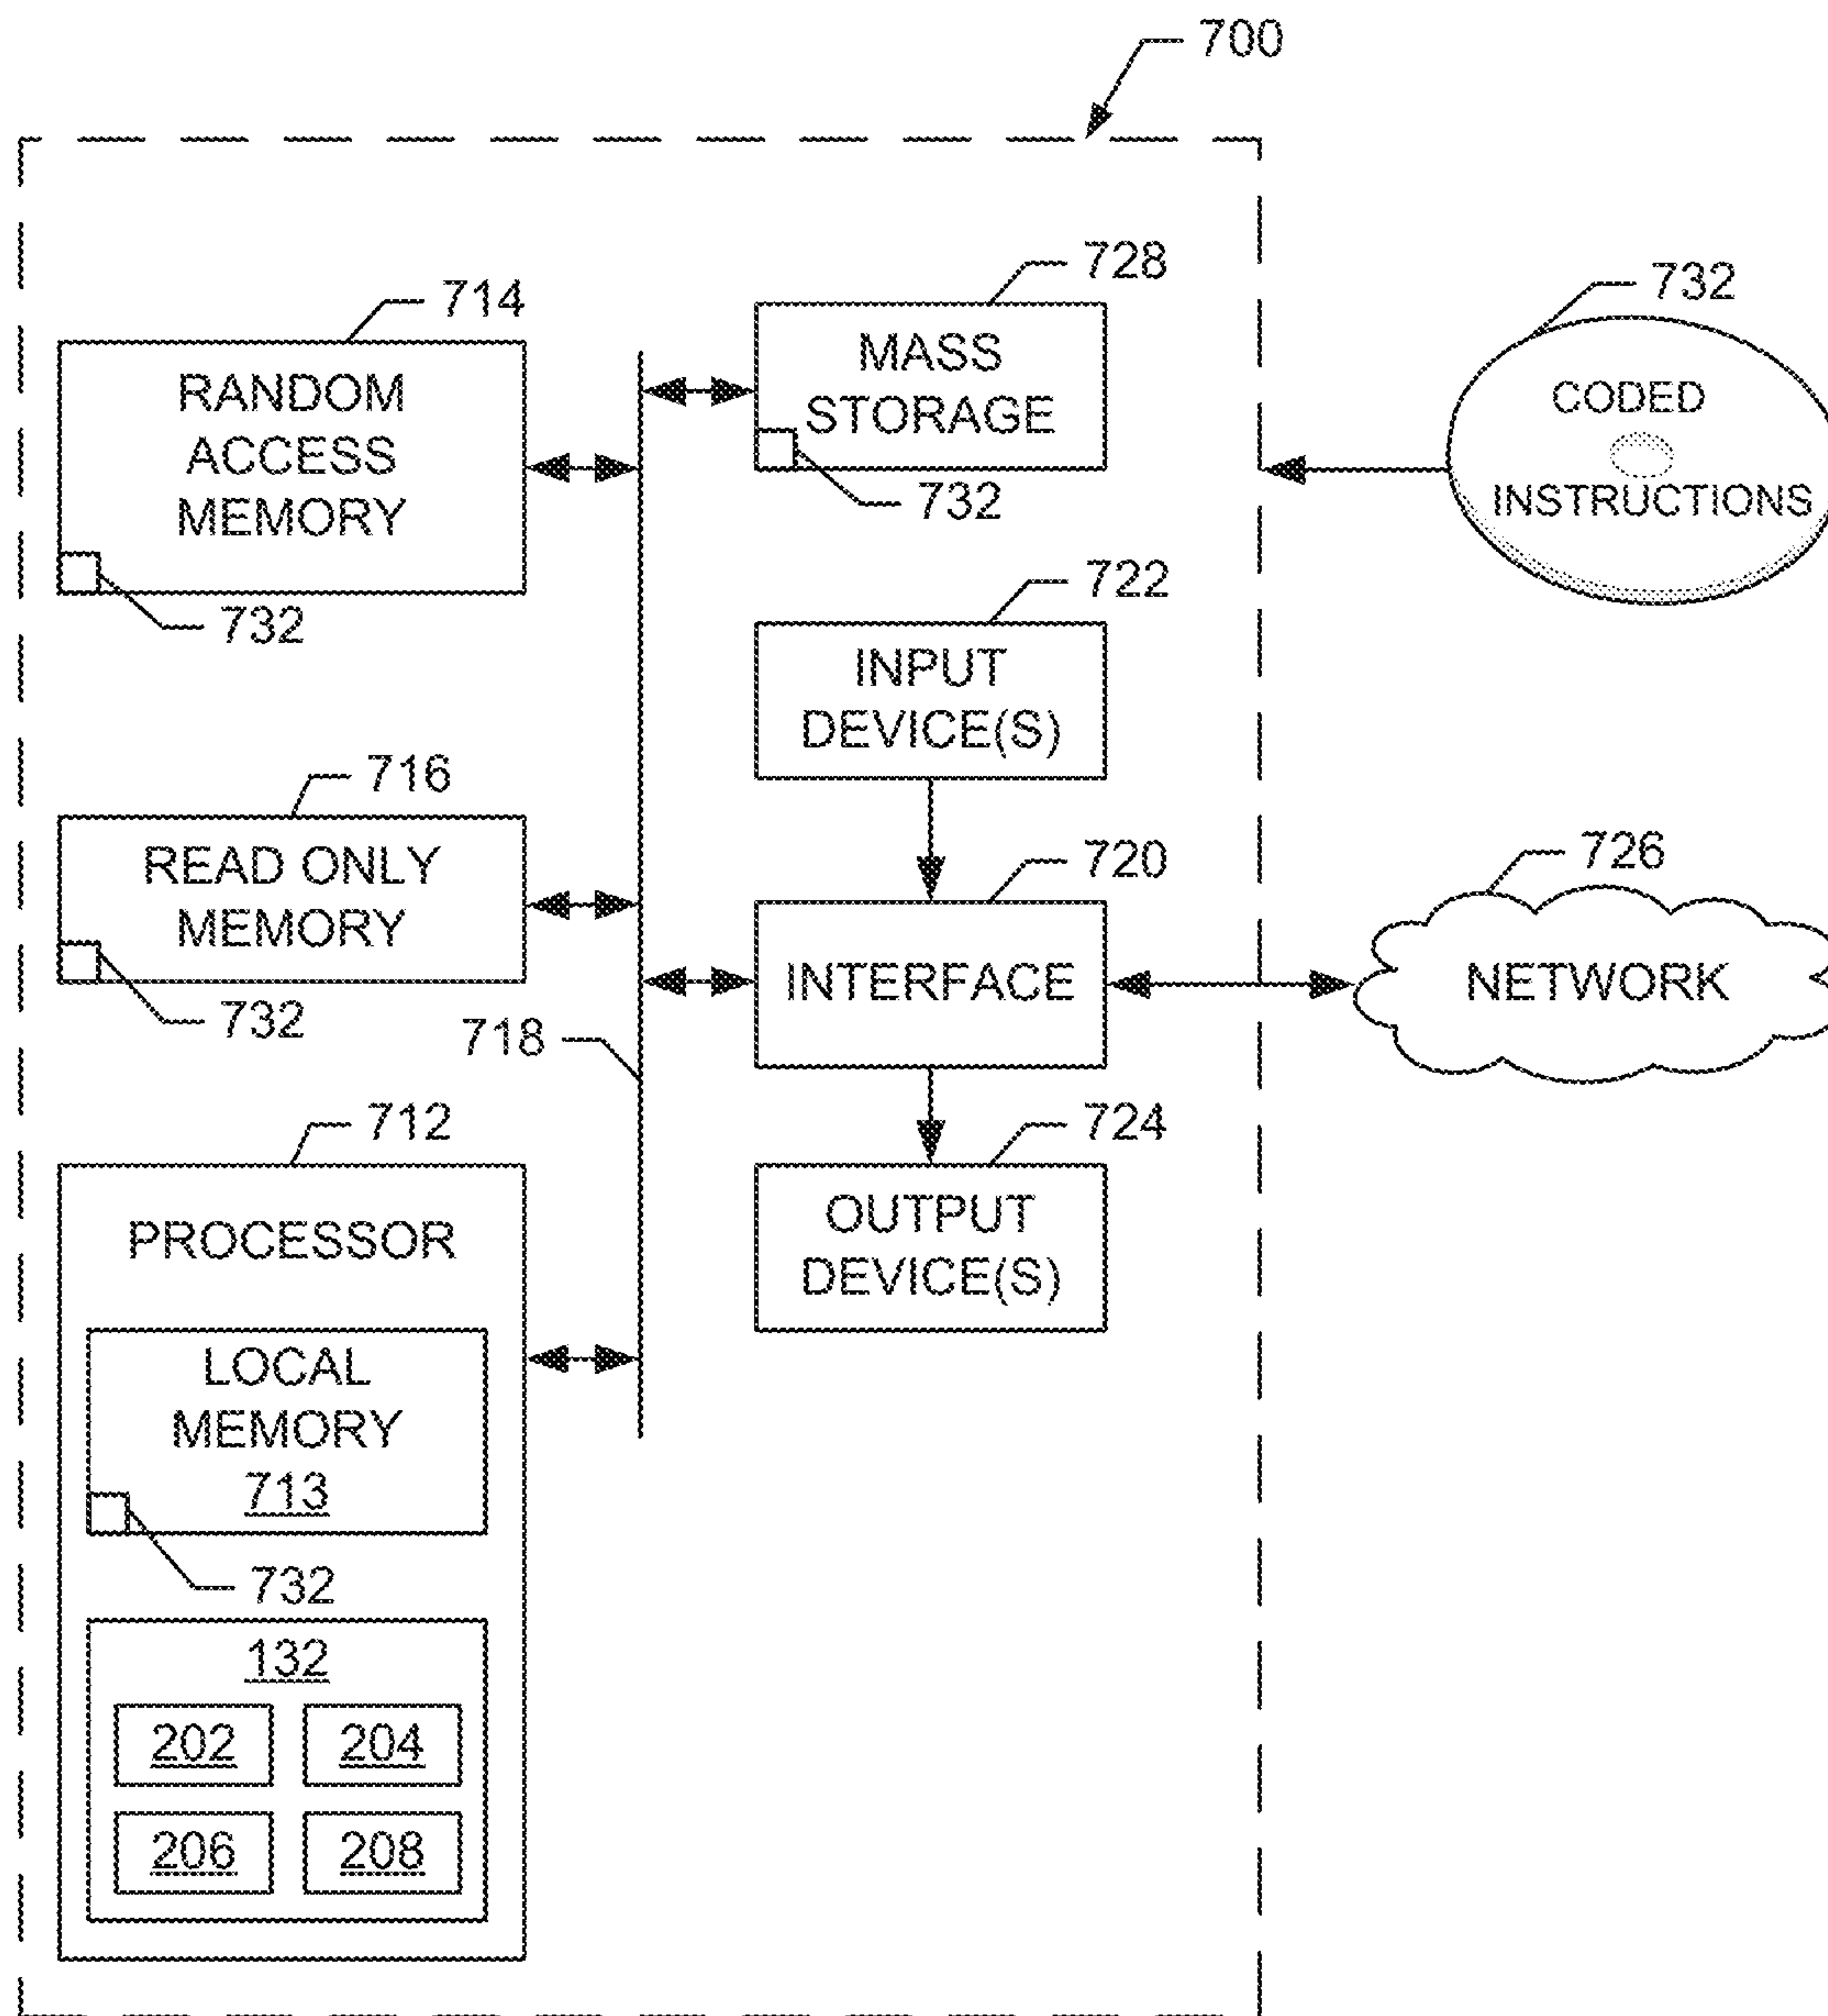 700
714
RANDOM
ACCESS
MEMORY
732
728
MASS
STORAGE
732
732
CODED
INSTRUCTIONS
722
INPUT
DEVICE(S)
716
READ ONLY
MEMORY
732
720
INTERFACE
726
NETWORK
718
712
PROCESSOR
LOCAL
MEMORY
713
732
724
OUTPUT
DEVICE(S)
132
202
204
206
208